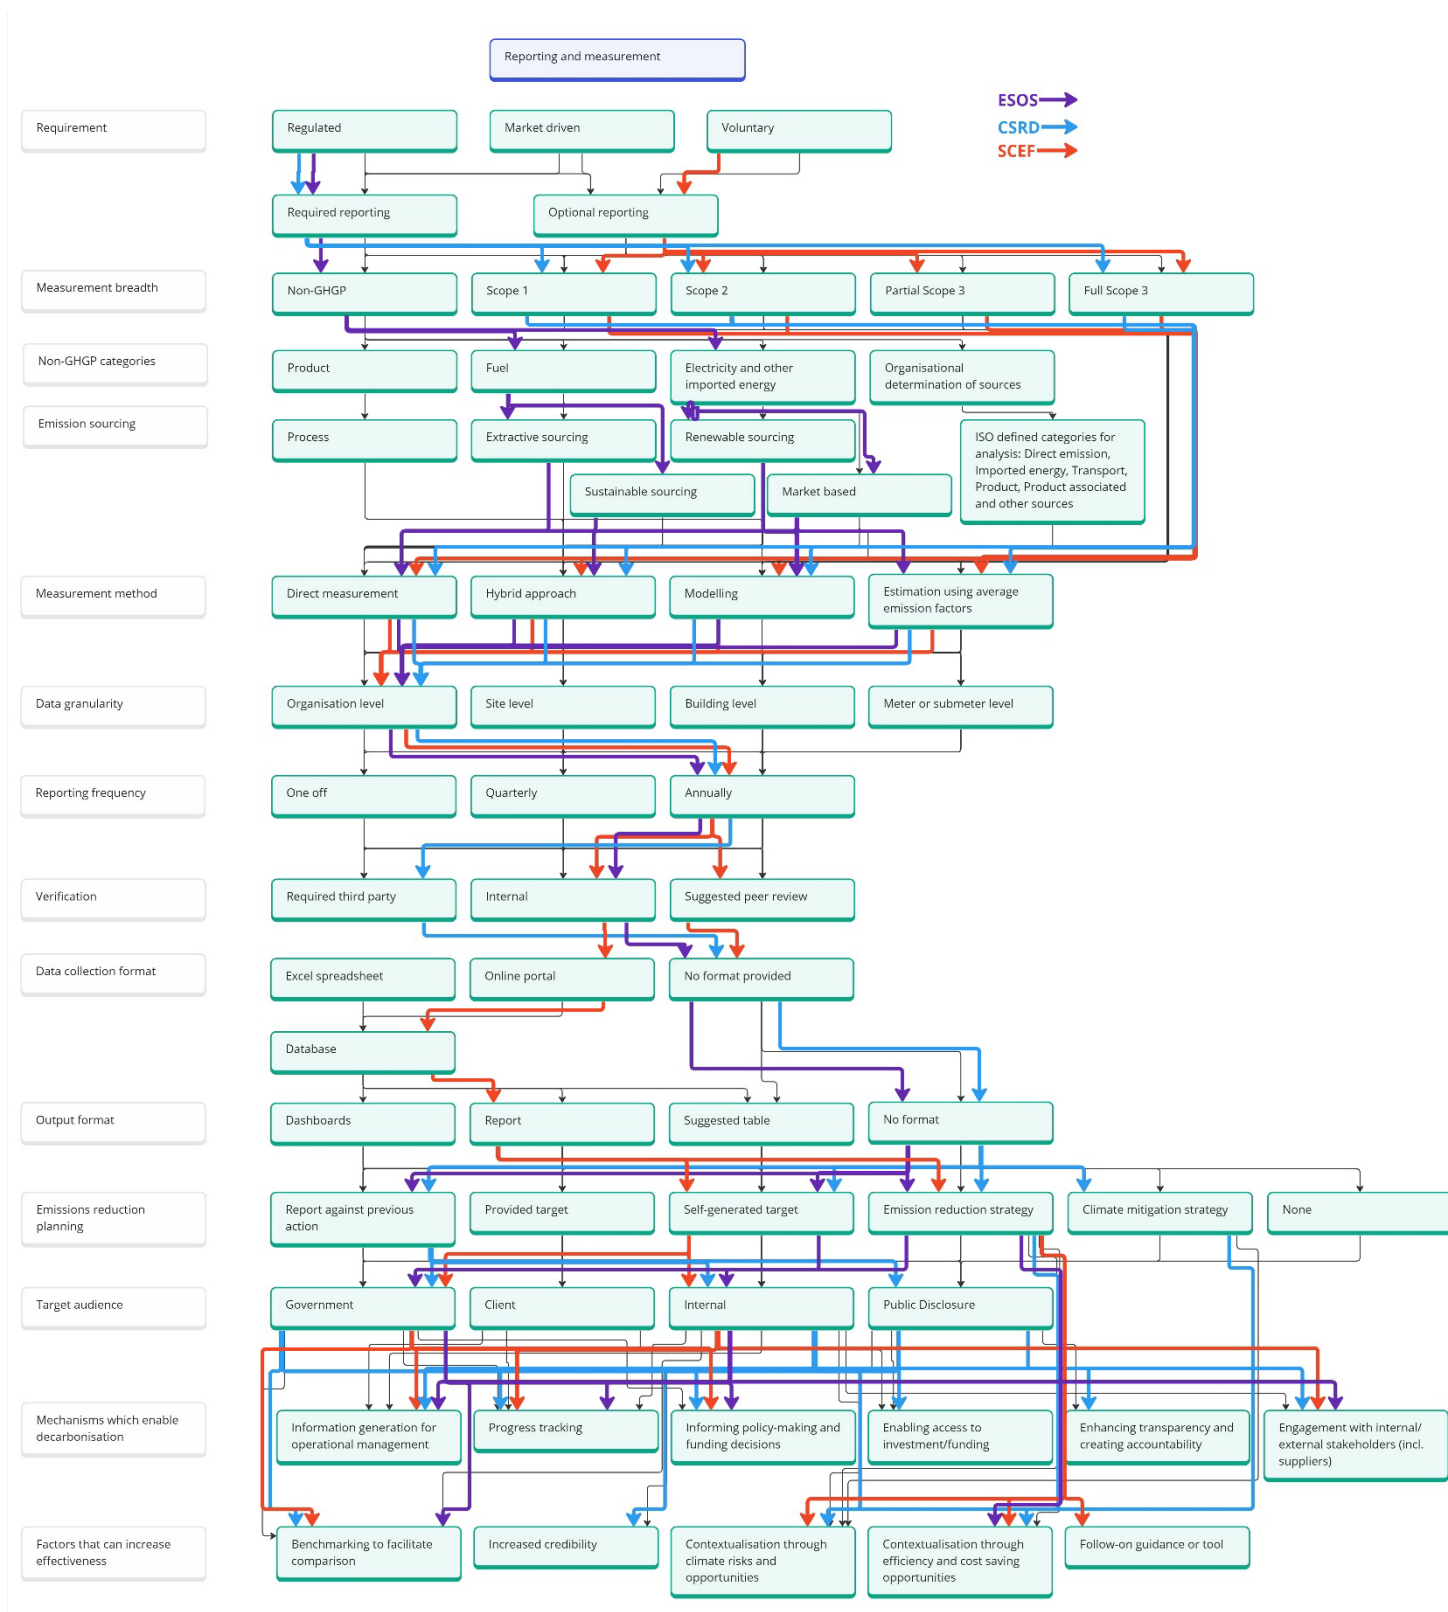 Reporting and measurement
ESOS
CSRD
SCEF
Requirement
Regulated
Market driven
Voluntary
Required reporting
Optional reporting
Measurement breadth
Non-GHGP
Scope 1
Scope 2
Partial Scope 3
Full Scope 3
Non-GHGP categories
Product
Fuel
Electricity and other
imported energy
Organisational
determination of sources
Emission sourcing
Process
Extractive sourcing
Renewable sourcing
ISO defined categories for
analysis: Direct emission,
Imported energy, Transport,
Product, Product associated
and other sources
Sustainable sourcing
Market based
Measurement method
Direct measurement
Hybrid approach
Modelling
Estimation using average
emission factors
Data granularity
Organisation level
Site level
Building level
Meter or submeter level
Reporting frequency
One off
Quarterly
Annually
Verification
Required third party
Internal
Suggested peer review
Data collection format
Excel spreadsheet
Online portal
No format provided
Database
Output format
Dashboards
Report
Suggested table
No format
Emissions reduction
planning
Report against previous
action
Provided target
Self-generated target
Emission reduction strategy
Climate mitigation strategy
None
Target audience
Government
Client
Internal
Public Disclosure
Mechanisms which enable
decarbonisation
Information generation for
operational management
Progress tracking
Informing policy-making and
funding decisions
Enabling access to
investment/funding
Enhancing transparency and
creating accountability
Engagement with internal/
external stakeholders (incl.
suppliers)
Factors that can increase
effectiveness
Benchmarking to facilitate
comparison
Increased credibility
Contextualisation through
climate risks and
opportunities
Contextualisation through
efficiency and cost saving
opportunities
Follow-on guidance or tool